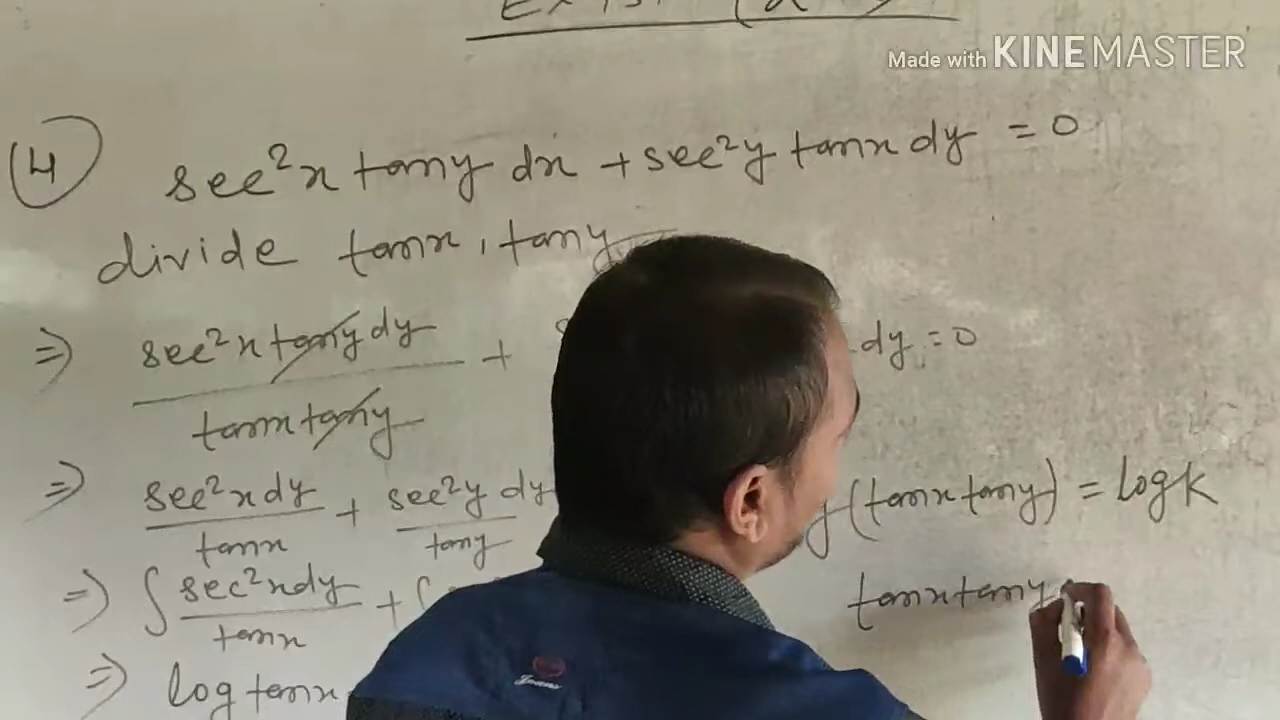 Made with KINEMASTER
(4) sec²x tany dx + sec²y tanx dy = 0
divide tanx, tany
⇒ sec²x tany dy / tanx tany + dy = 0
⇒ sec²x dy / tanx + sec²y dy / tany
(tanx tany) = log k
⇒ ∫ sec²x dy / tanx + ∫
tanx tany
⇒ log tanx